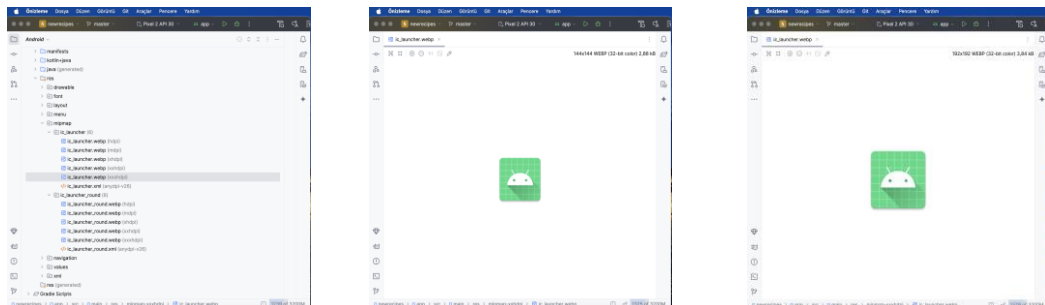 Önizleme Dosya Düzen Görünüş Git Araçlar Pencere Yardım
newrecipes master Pixel 2 API 30 app
Android
manifests
kotlin+java
java (generated)
res
drawable
font
layout
menu
mipmap
ic_launcher (6)
ic_launcher.webp (hdpi)
ic_launcher.webp (mdpi)
ic_launcher.webp (xhdpi)
ic_launcher.webp (xxhdpi)
ic_launcher.webp (xxxhdpi)
ic_launcher.xml (anydpi-v26)
ic_launcher_round (6)
ic_launcher_round.webp (hdpi)
ic_launcher_round.webp (mdpi)
ic_launcher_round.webp (xhdpi)
ic_launcher_round.webp (xxhdpi)
ic_launcher_round.webp (xxxhdpi)
ic_launcher_round.xml (anydpi-v26)
navigation
values
xml
res (generated)
Gradle Scripts
Önizleme Dosya Düzen Görünüş Git Araçlar Pencere Yardım
newrecipes master Pixel 2 API 30 app
ic_launcher.webp
144x144 WEBP (32-bit color) 2,88 kB
Önizleme Dosya Düzen Görünüş Git Araçlar Pencere Yardım
newrecipes master Pixel 2 API 30 app
ic_launcher.webp
192x192 WEBP (32-bit color) 3,84 kB